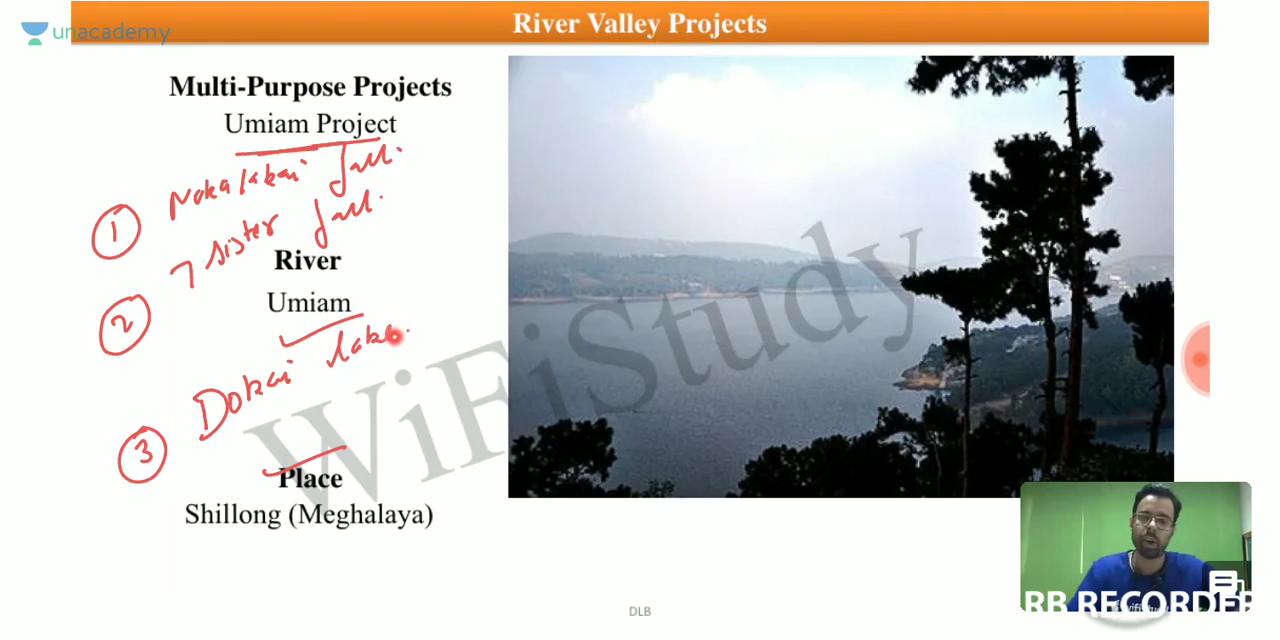 River Valley Projects
unacademy
Multi-Purpose Projects
Umiam Project
1 Nokalakai fall.
2 7 sister fall.
River
Umiam
3 Dokai lake
Place
Shillong (Meghalaya)
WiFiStudy
DLB
RB RECORDER